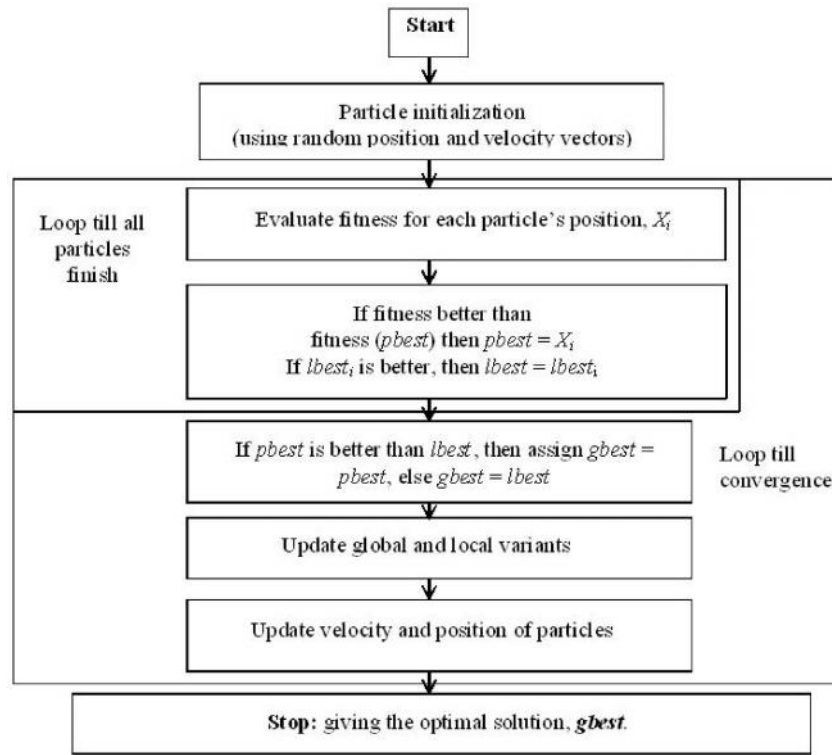 Start
Particle initialization
(using random position and velocity vectors)
Loop till all
particles
finish
Evaluate fitness for each particle's position, Xᵢ
If fitness better than
fitness (pbest) then pbest = Xᵢ
If lbestᵢ is better, then lbest = lbestᵢ
If pbest is better than lbest, then assign gbest =
pbest, else gbest = lbest
Loop till
convergence
Update global and local variants
Update velocity and position of particles
Stop: giving the optimal solution, gbest.